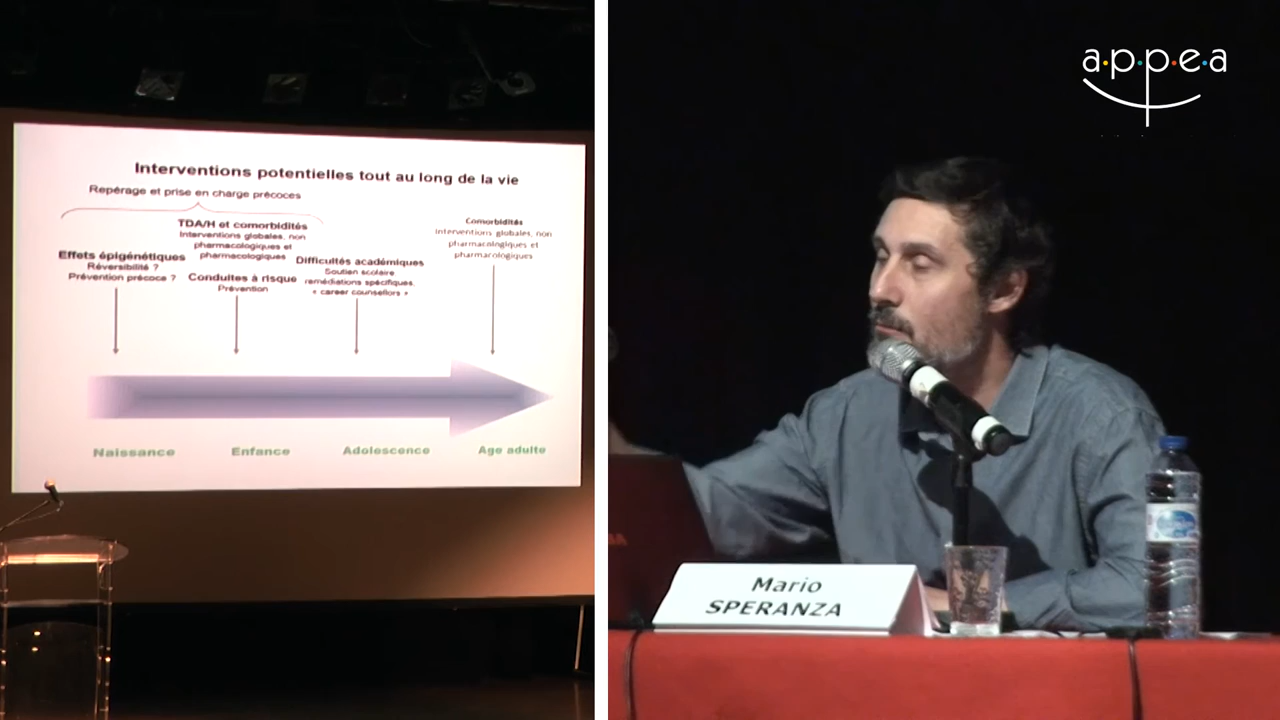 Interventions potentielles tout au long de la vie
Repérage et prise en charge précoces
TDA/H et comorbidités
Interventions globales, non
pharmacologiques et
pharmacologiques
Effets épigénétiques
Réversibilité ?
Prévention précoce ?
Conduites à risque
Prévention
Difficultés académiques
Soutien scolaire
remédiations spécifiques,
« career counsellors »
Comorbidités
Interventions globales, non
pharmacologiques et
pharmacologiques
Naissance
Enfance
Adolescence
Age adulte
a·p·p·e·a
Mario
SPERANZA